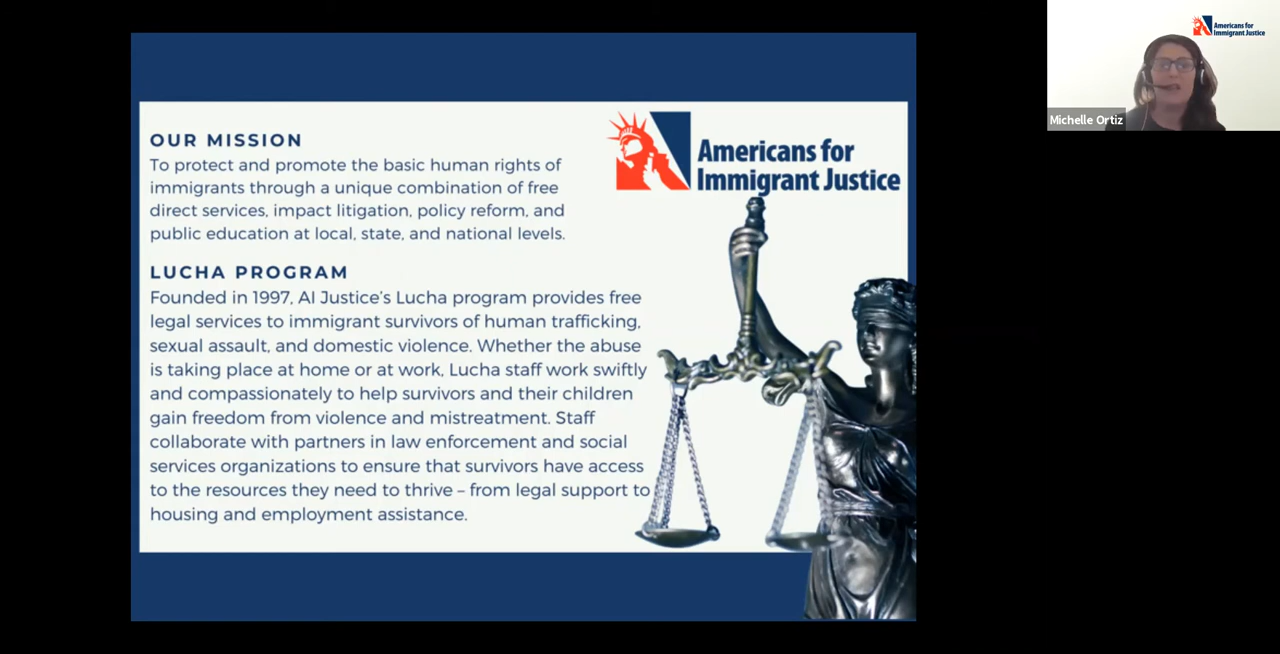 OUR MISSION
To protect and promote the basic human rights of
immigrants through a unique combination of free
direct services, impact litigation, policy reform, and
public education at local, state, and national levels.
LUCHA PROGRAM
Founded in 1997, AI Justice’s Lucha program provides free
legal services to immigrant survivors of human trafficking,
sexual assault, and domestic violence. Whether the abuse
is taking place at home or at work, Lucha staff work swiftly
and compassionately to help survivors and their children
gain freedom from violence and mistreatment. Staff
collaborate with partners in law enforcement and social
services organizations to ensure that survivors have access
to the resources they need to thrive – from legal support to
housing and employment assistance.
Americans for
Immigrant Justice
Americans for
Immigrant Justice
Michelle Ortiz